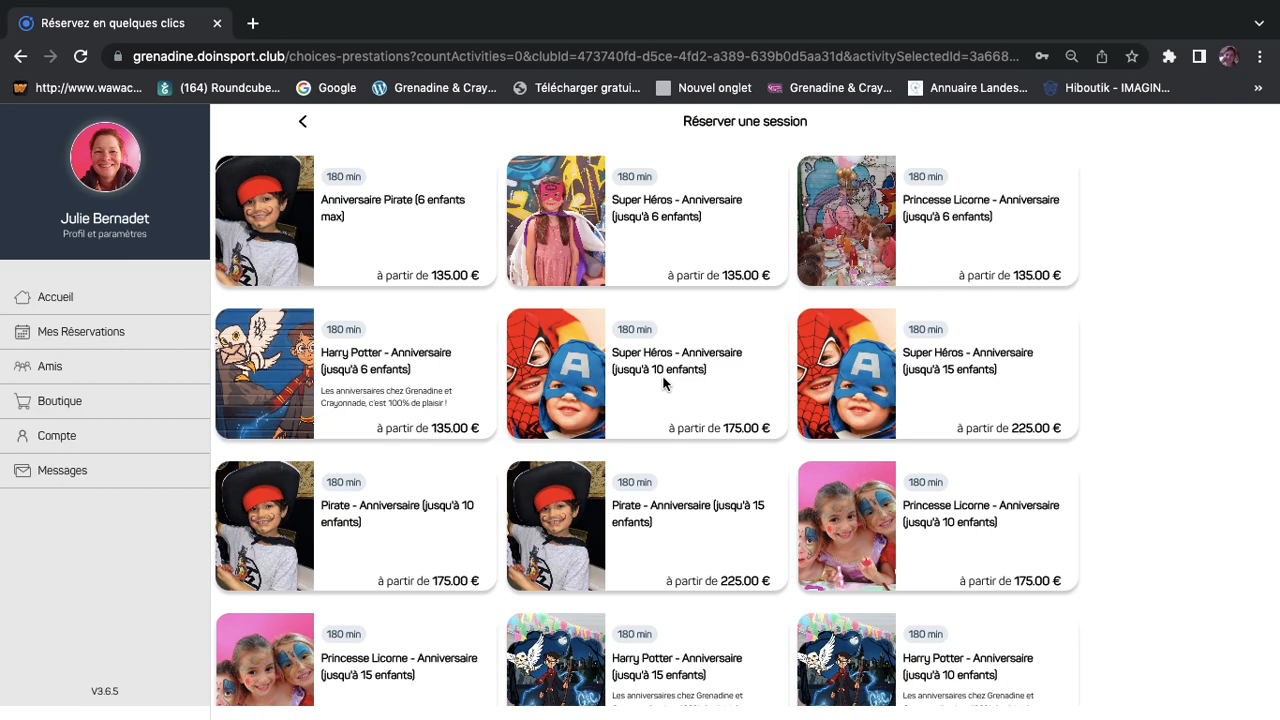 Réservez en quelques clics
grenadine.doinsport.club/choices-prestations?countActivities=0&clubId=473740fd-d5ce-4fd2-a389-639b0d5aa31d&activitySelectedId=3a668...
http://www.wawac... (164) Roundcube... Google Grenadine & Cray... Télécharger gratui... Nouvel onglet Grenadine & Cray... Annuaire Landes... Hiboutik - IMAGIN... »
Julie Bernadet
Profil et paramètres
Accueil
Mes Réservations
Amis
Boutique
Compte
Messages
V3.6.5
Réserver une session
180 min
Anniversaire Pirate (6 enfants
max)
à partir de 135.00 €
180 min
Super Héros - Anniversaire
(jusqu'à 6 enfants)
à partir de 135.00 €
180 min
Princesse Licorne - Anniversaire
(jusqu'à 6 enfants)
à partir de 135.00 €
180 min
Harry Potter - Anniversaire
(jusqu'à 6 enfants)
Les anniversaires chez Grenadine et
Crayonnade, c'est 100% de plaisir !
à partir de 135.00 €
180 min
Super Héros - Anniversaire
(jusqu'à 10 enfants)
à partir de 175.00 €
180 min
Super Héros - Anniversaire
(jusqu'à 15 enfants)
à partir de 225.00 €
180 min
Pirate - Anniversaire (jusqu'à 10
enfants)
à partir de 175.00 €
180 min
Pirate - Anniversaire (jusqu'à 15
enfants)
à partir de 225.00 €
180 min
Princesse Licorne - Anniversaire
(jusqu'à 10 enfants)
à partir de 175.00 €
180 min
Princesse Licorne - Anniversaire
(jusqu'à 15 enfants)
180 min
Harry Potter - Anniversaire
(jusqu'à 15 enfants)
Les anniversaires chez Grenadine et
180 min
Harry Potter - Anniversaire
(jusqu'à 10 enfants)
Les anniversaires chez Grenadine et